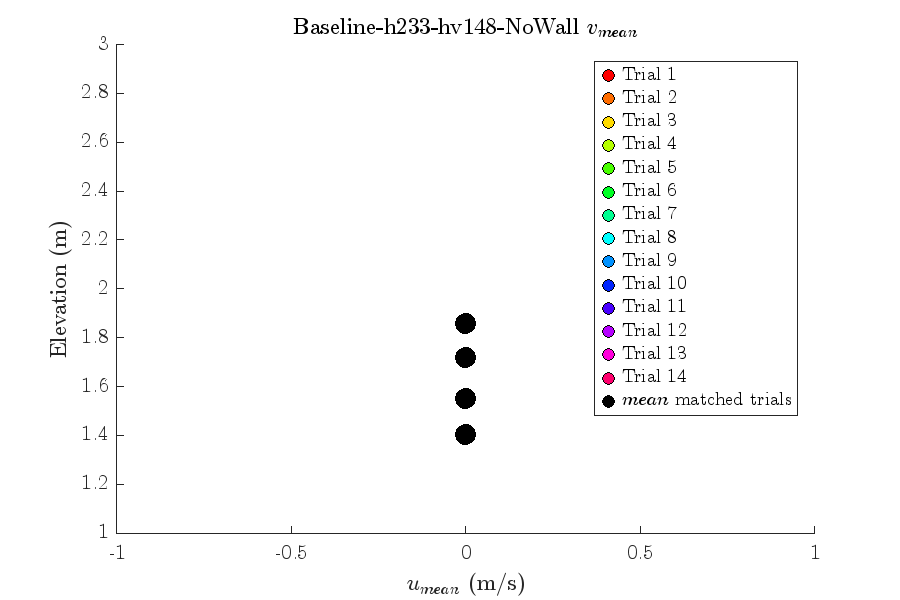 Baseline-h233-hv148-NoWall v_mean
3
2.8
2.6
2.4
2.2
2
1.8
1.6
1.4
1.2
1
Elevation (m)
Trial 1
Trial 2
Trial 3
Trial 4
Trial 5
Trial 6
Trial 7
Trial 8
Trial 9
Trial 10
Trial 11
Trial 12
Trial 13
Trial 14
mean matched trials
-1 -0.5 0 0.5 1
u_mean (m/s)